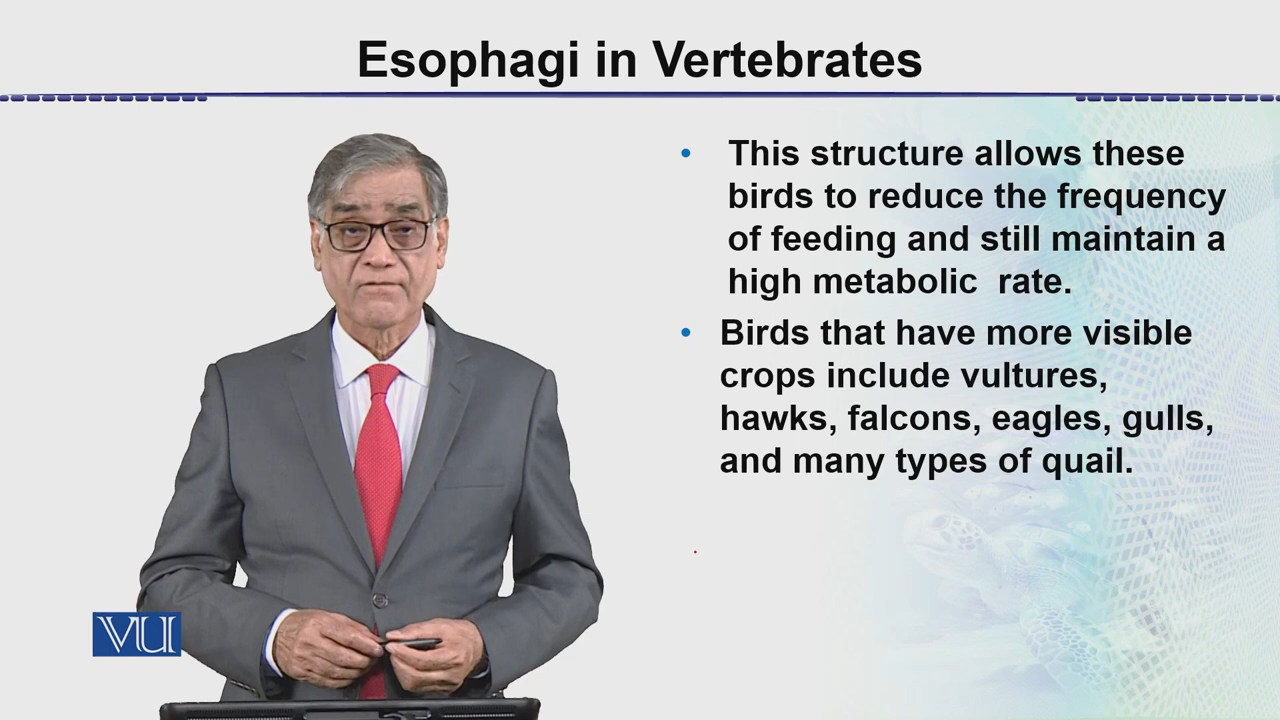 Esophagi in Vertebrates
• This structure allows these
birds to reduce the frequency
of feeding and still maintain a
high metabolic rate.
• Birds that have more visible
crops include vultures,
hawks, falcons, eagles, gulls,
and many types of quail.
VU